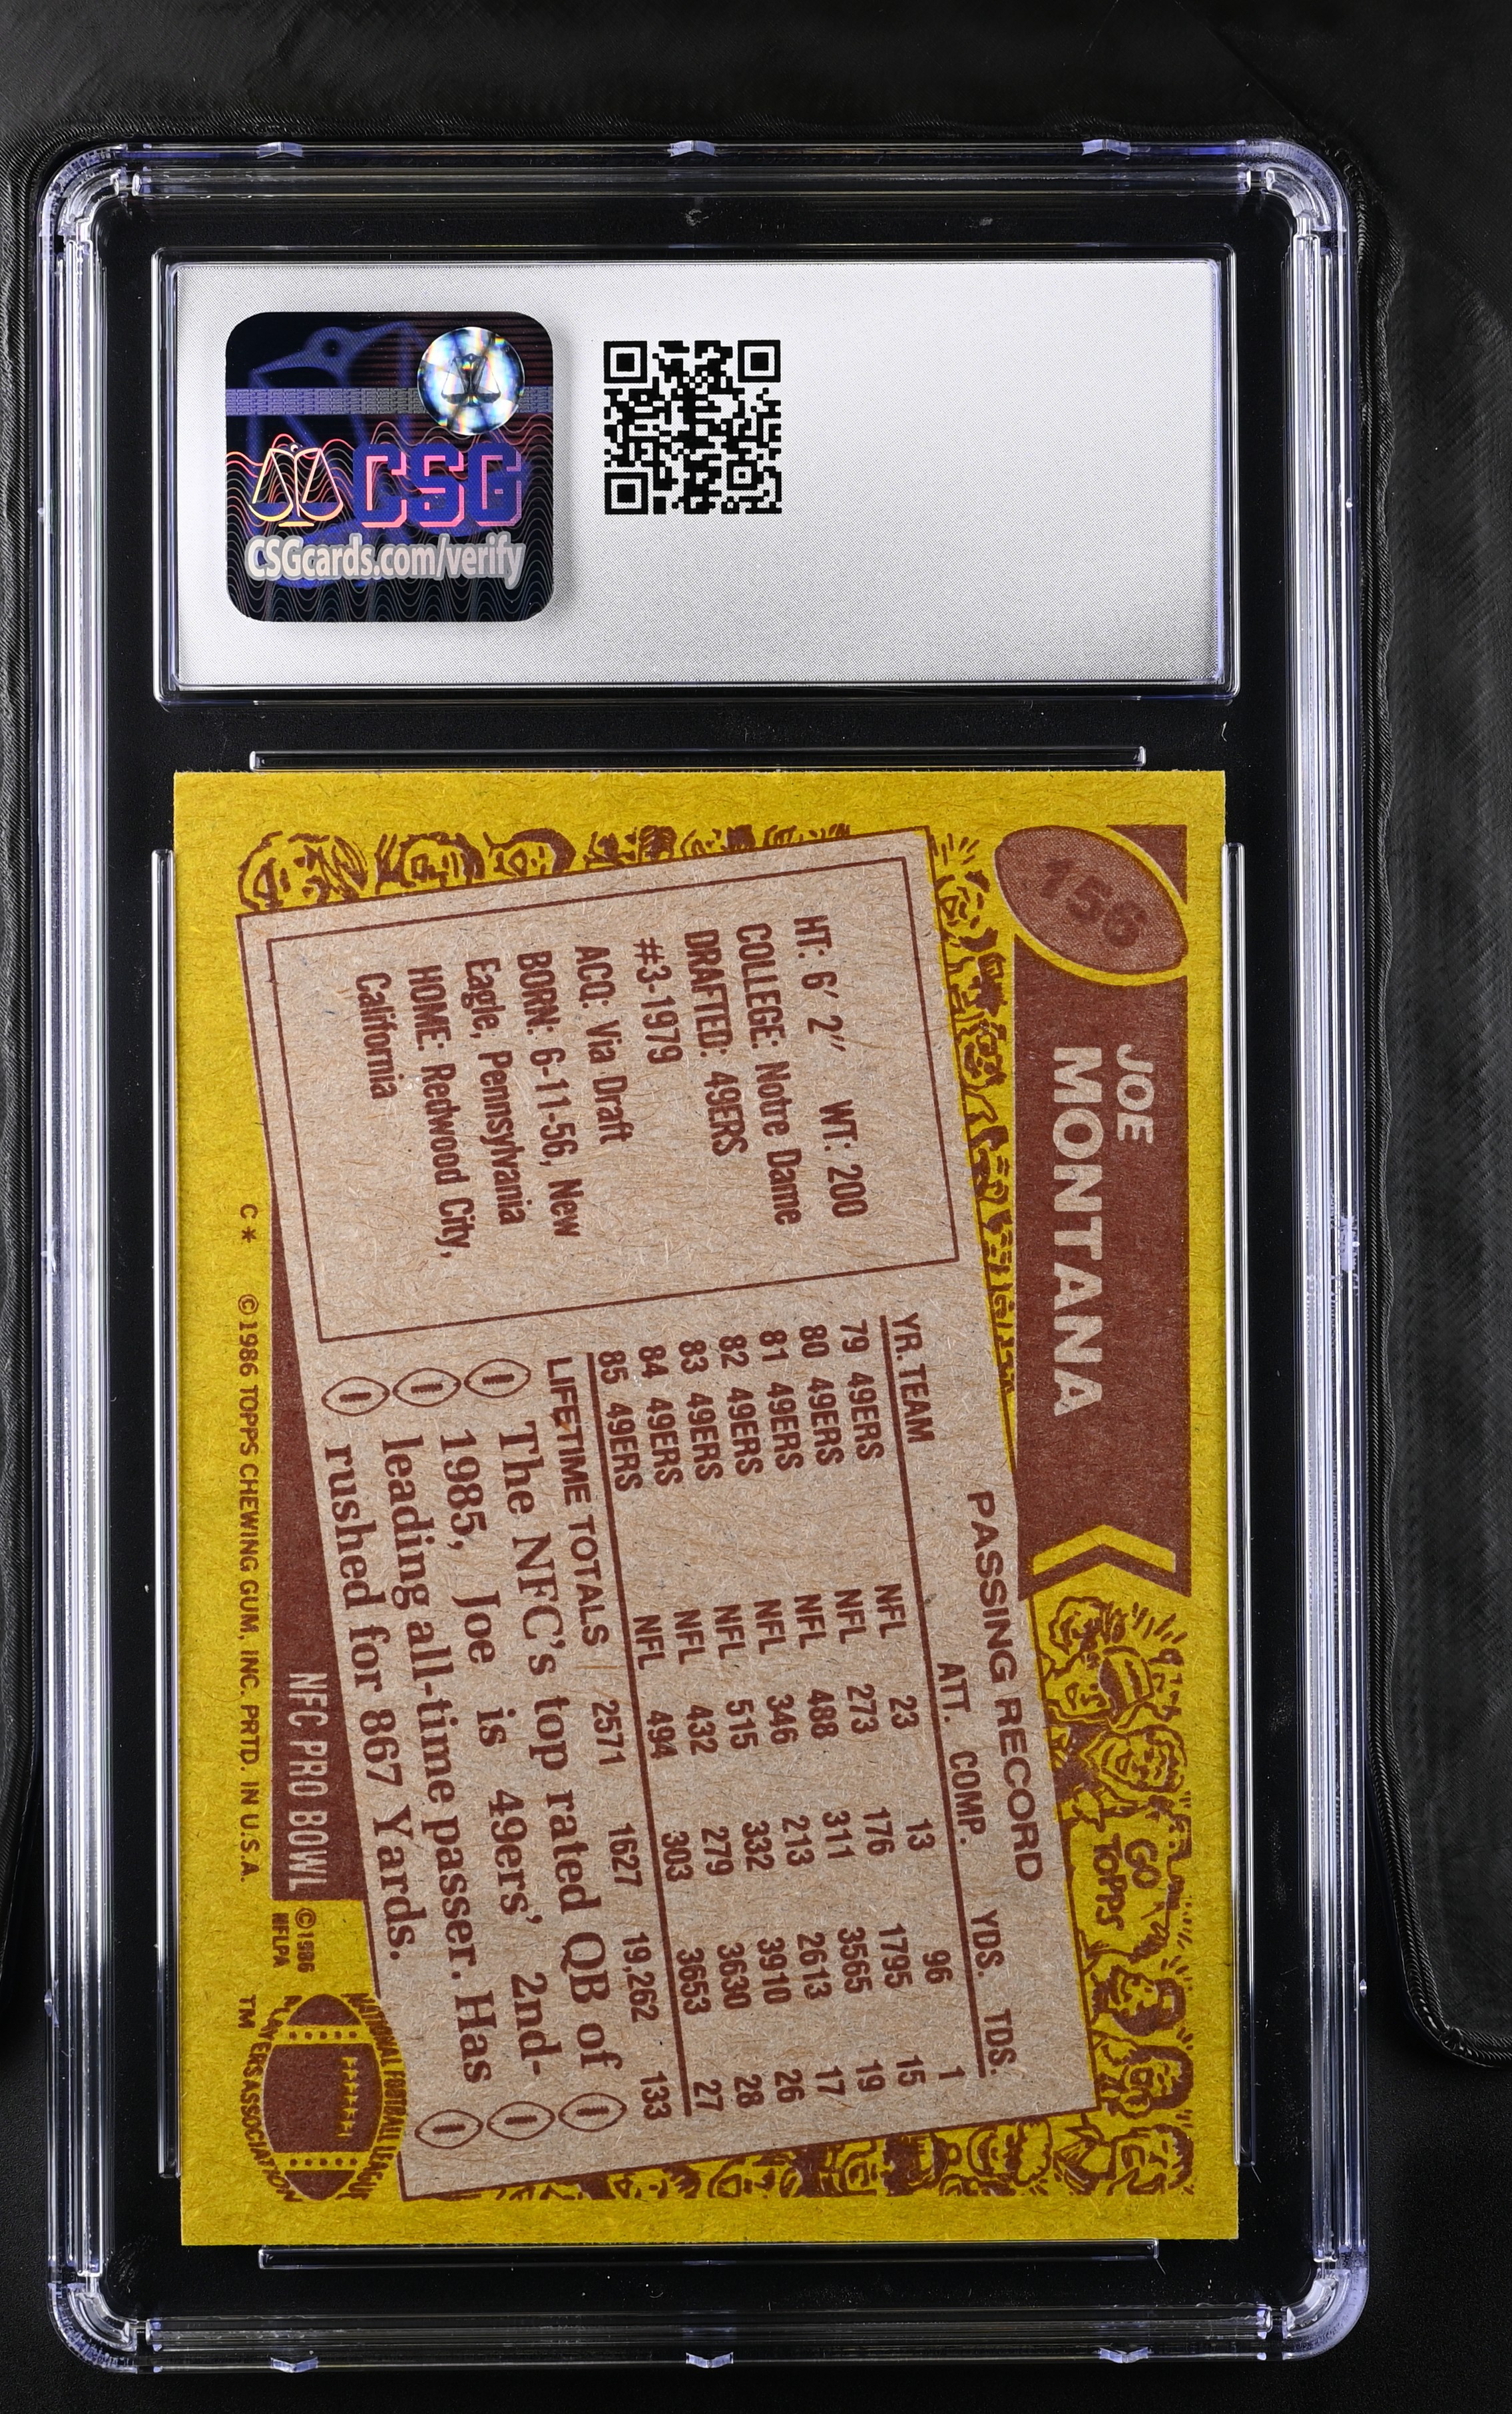 CSG
CSGcards.com/verify
156
JOE
MONTANA
GO
TOPPS
HT: 6' 2" WT: 200
COLLEGE: Notre Dame
DRAFTED: 49ERS
#3-1979
ACQ: Via Draft
BORN: 6-11-56, New
Eagle, Pennsylvania
HOME: Redwood City,
California
PASSING RECORD
YR. TEAM ATT. COMP. YDS. TDS.
79 49ERS NFL 23 13 96 1
80 49ERS NFL 273 176 1795 15
81 49ERS NFL 488 311 3565 19
82 49ERS NFL 346 213 2613 17
83 49ERS NFL 515 332 3910 26
84 49ERS NFL 432 279 3630 28
85 49ERS NFL 494 303 3653 27
LIFETIME TOTALS 2571 1627 19,262 133
The NFC's top rated QB of
1985, Joe is 49ers' 2nd-
leading all-time passer. Has
rushed for 867 Yards.
NFC PRO BOWL
©1986
NFLPA
NATIONAL FOOTBALL LEAGUE
PLAYERS ASSOCIATION
TM
C* ©1986 TOPPS CHEWING GUM, INC. PRTD. IN U.S.A.